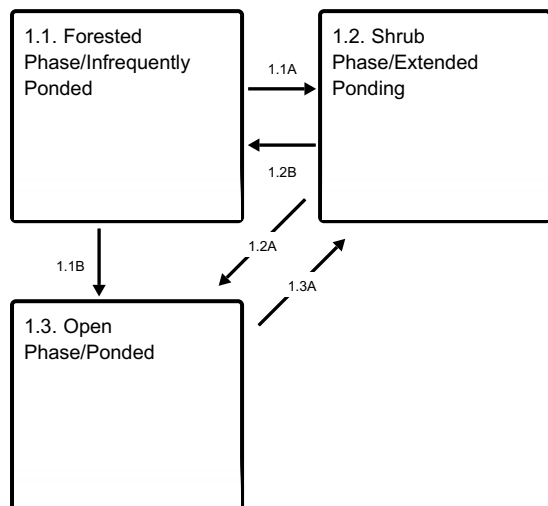 1.1. Forested
Phase/Infrequently
Ponded
1.1A
1.2. Shrub
Phase/Extended
Ponding
1.2B
1.1B
1.2A
1.3A
1.3. Open
Phase/Ponded